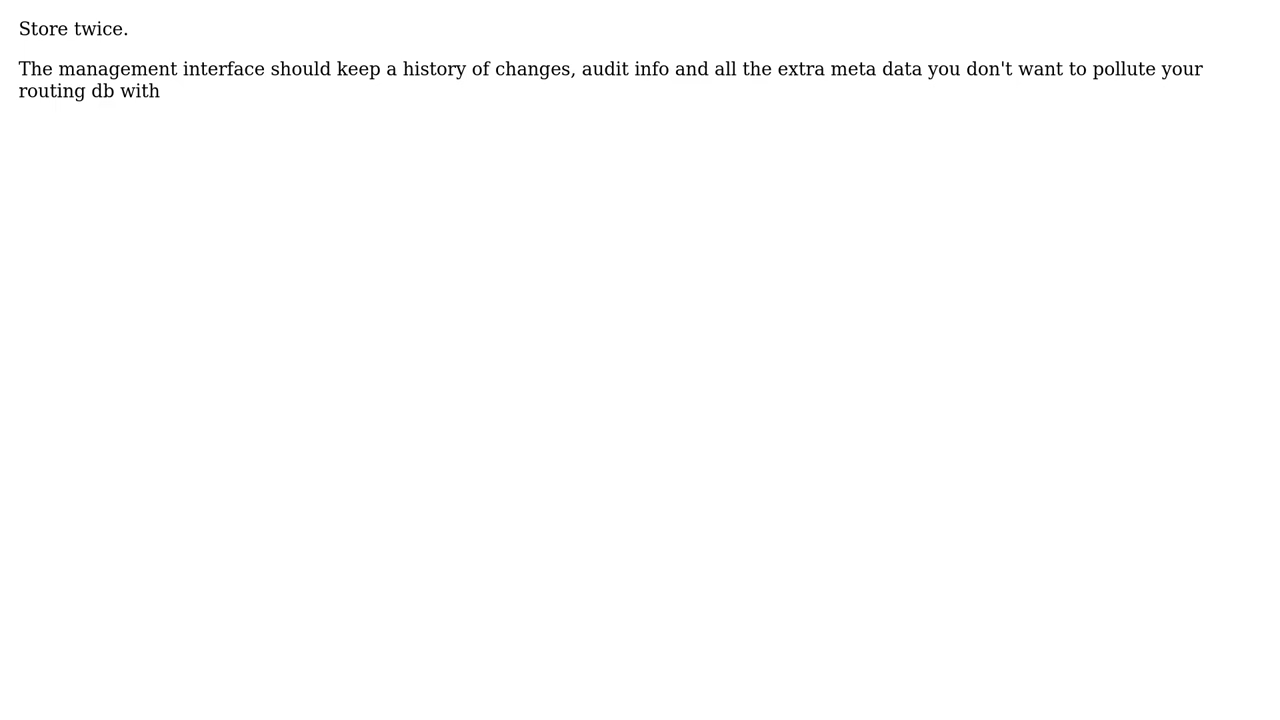 Store twice.
The management interface should keep a history of changes, audit info and all the extra meta data you don't want to pollute your
routing db with